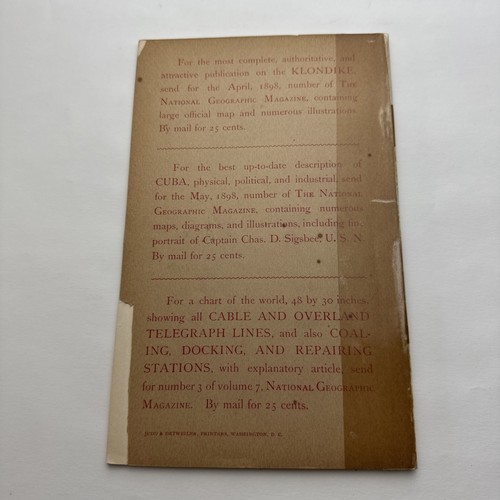 For the most complete, authoritative, and
attractive publication on the KLONDIKE,
send for the April, 1898, number of THE
NATIONAL GEOGRAPHIC MAGAZINE, containing
large official map and numerous illustrations.
By mail for 25 cents.
For the best up-to-date description of
CUBA, physical, political, and industrial, send
for the May, 1898, number of THE NATIONAL
GEOGRAPHIC MAGAZINE, containing numerous
maps, diagrams, and illustrations, including
portrait of Captain Chas. D. Sigsbee, U. S. N.
By mail for 25 cents.
For a chart of the world, 48 by 30 inches,
showing all CABLE AND OVERLAND
TELEGRAPH LINES, and also COAL-
ING, DOCKING, AND REPAIRING
STATIONS, with explanatory article, send
for number 3 of volume 7, NATIONAL GEOGRAPHIC
MAGAZINE. By mail for 25 cents.
JUDD & DETWEILER, PRINTERS, WASHINGTON, D. C.